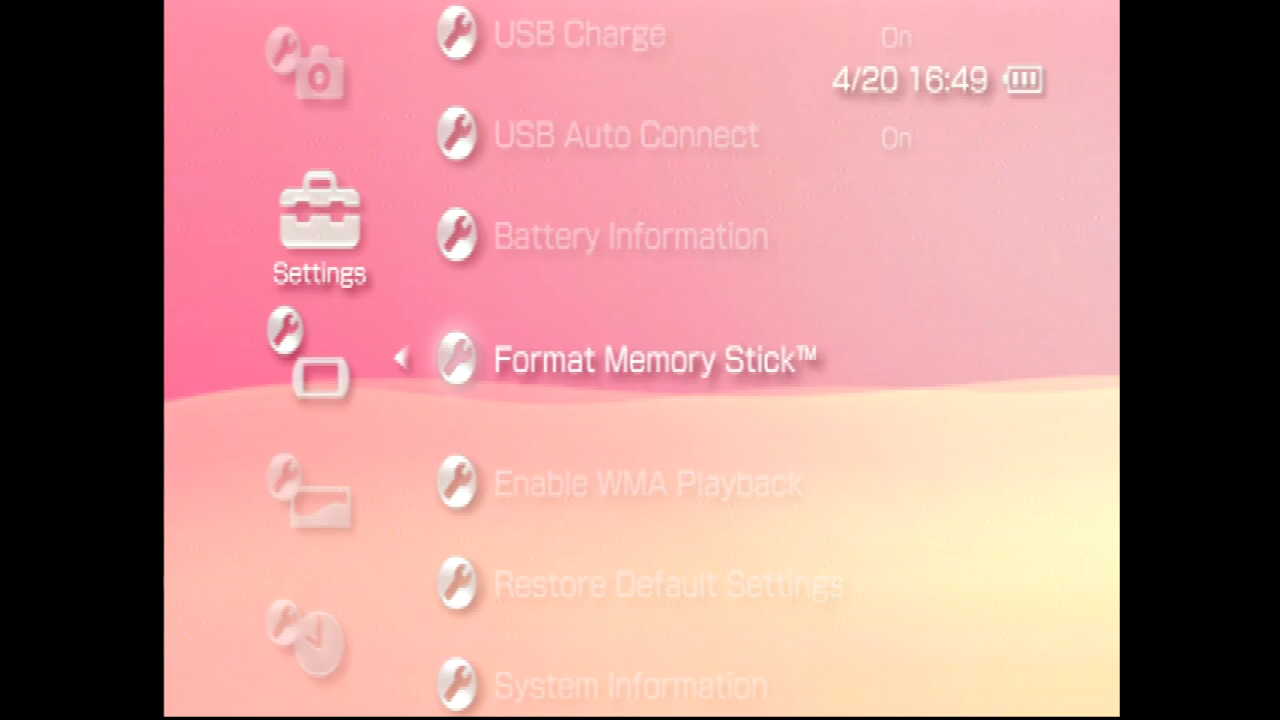 USB Charge On
4/20 16:49
USB Auto Connect On
Battery Information
Settings
Format Memory Stick™
Enable WMA Playback
Restore Default Settings
System Information